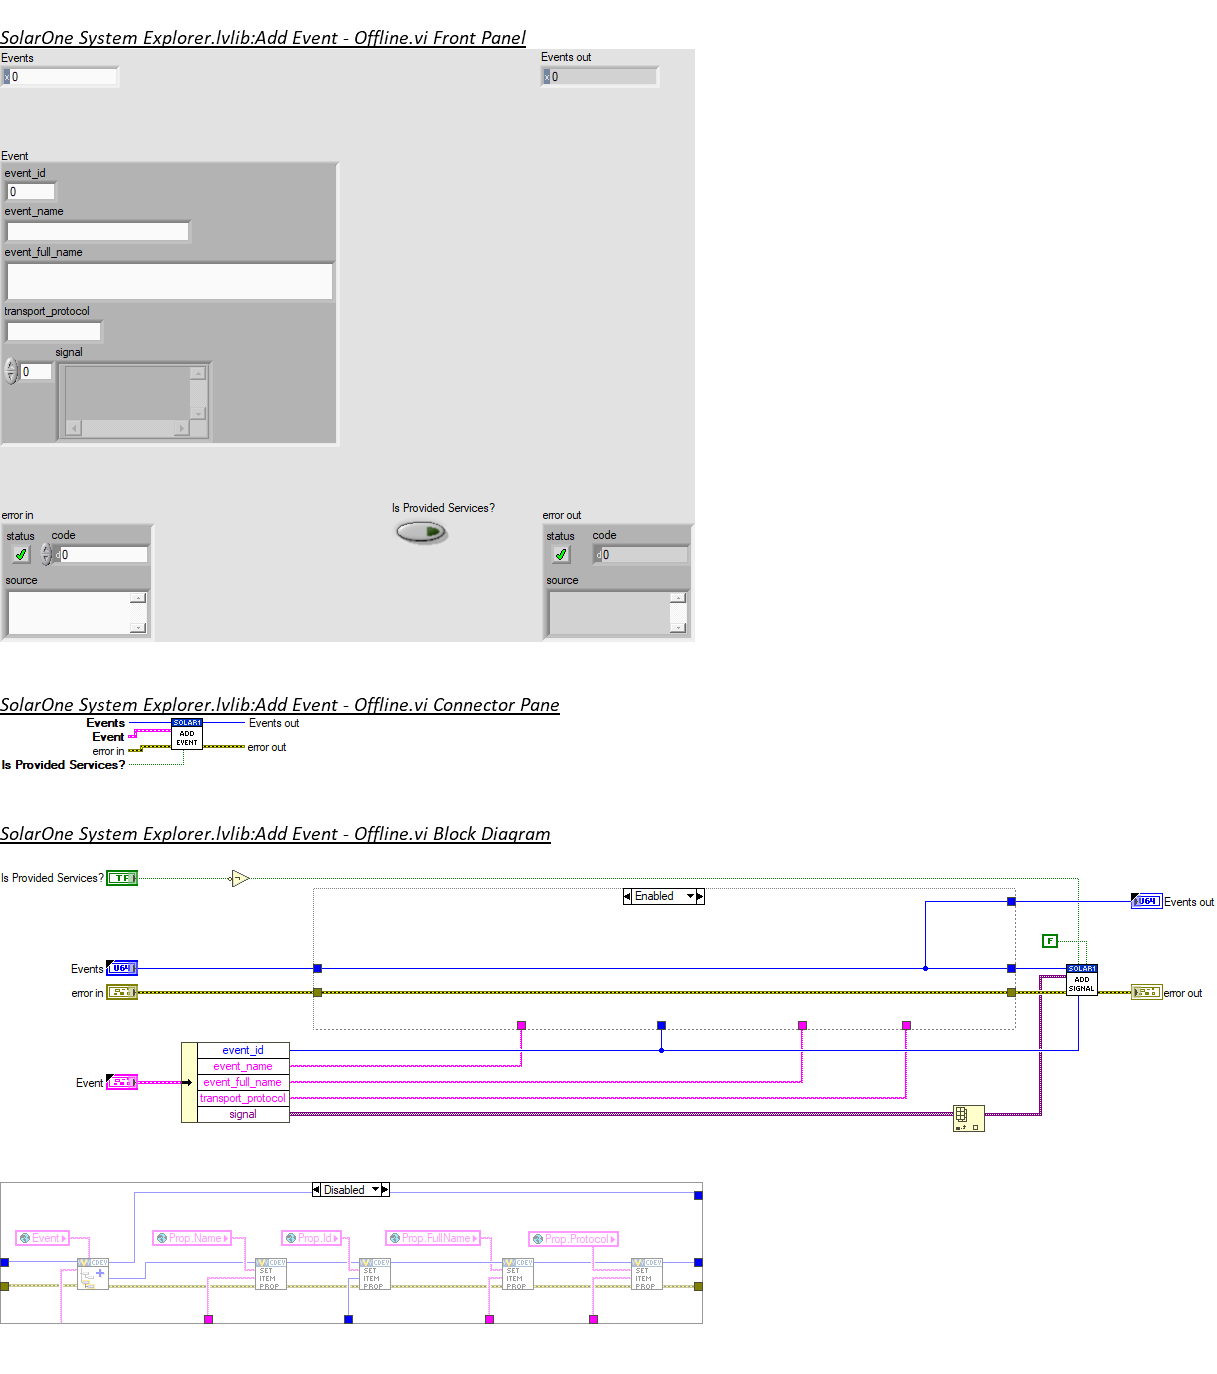 SolarOne System Explorer.lvlib:Add Event - Offline.vi Front Panel
Events
x 0
Events out
x 0
Event
event_id
0
event_name
event_full_name
transport_protocol
signal
0
error in
status code
d 0
source
Is Provided Services?
error out
status code
d 0
source
SolarOne System Explorer.lvlib:Add Event - Offline.vi Connector Pane
Events
Event
error in
Is Provided Services?
SOLAR1
ADD
EVENT
Events out
error out
SolarOne System Explorer.lvlib:Add Event - Offline.vi Block Diagram
Is Provided Services? TF
Enabled
U64 Events out
F
Events U64
error in
SOLAR1
ADD
SIGNAL
error out
Event
event_id
event_name
event_full_name
transport_protocol
signal
Disabled
Event
Prop.Name
Prop.Id
Prop.FullName
Prop.Protocol
CDEV
CDEV
SET
ITEM
PROP
CDEV
SET
ITEM
PROP
CDEV
SET
ITEM
PROP
CDEV
SET
ITEM
PROP